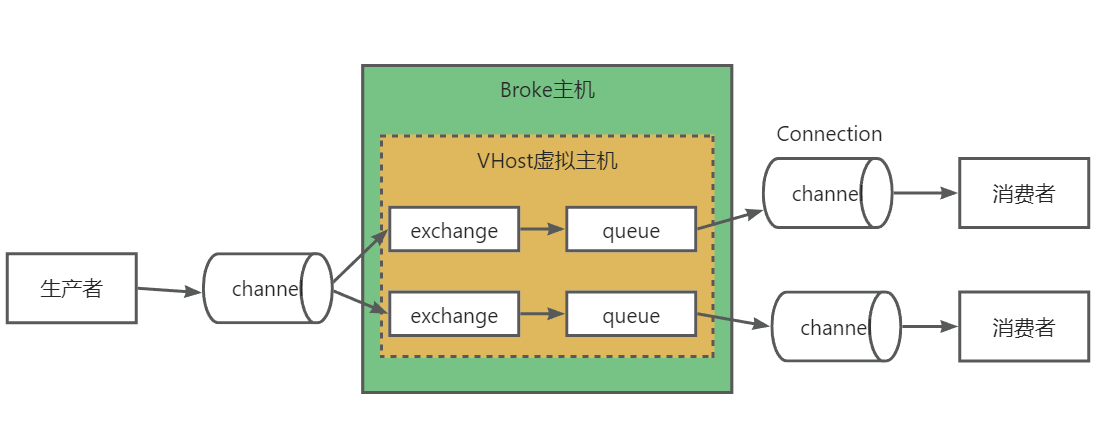 Broke主机
Connection
VHost虚拟主机
channel
消费者
exchange
queue
生产者
channel
exchange
queue
channel
消费者